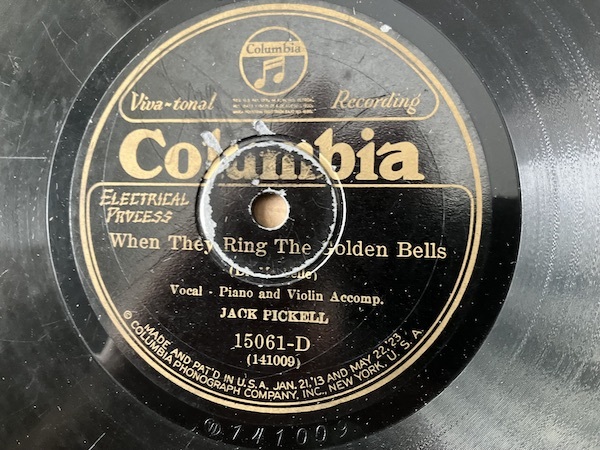 Columbia
Viva-tonal Recording
Columbia
ELECTRICAL
PROCESS
When They Ring The Golden Bells
Vocal - Piano and Violin Accomp.
JACK PICKELL
15061-D
(141009)
MADE AND PAT'D IN U.S.A. JAN. 21,'13 AND MAY 22,'23
© COLUMBIA PHONOGRAPH COMPANY, INC., NEW YORK, U.S.A.
141009